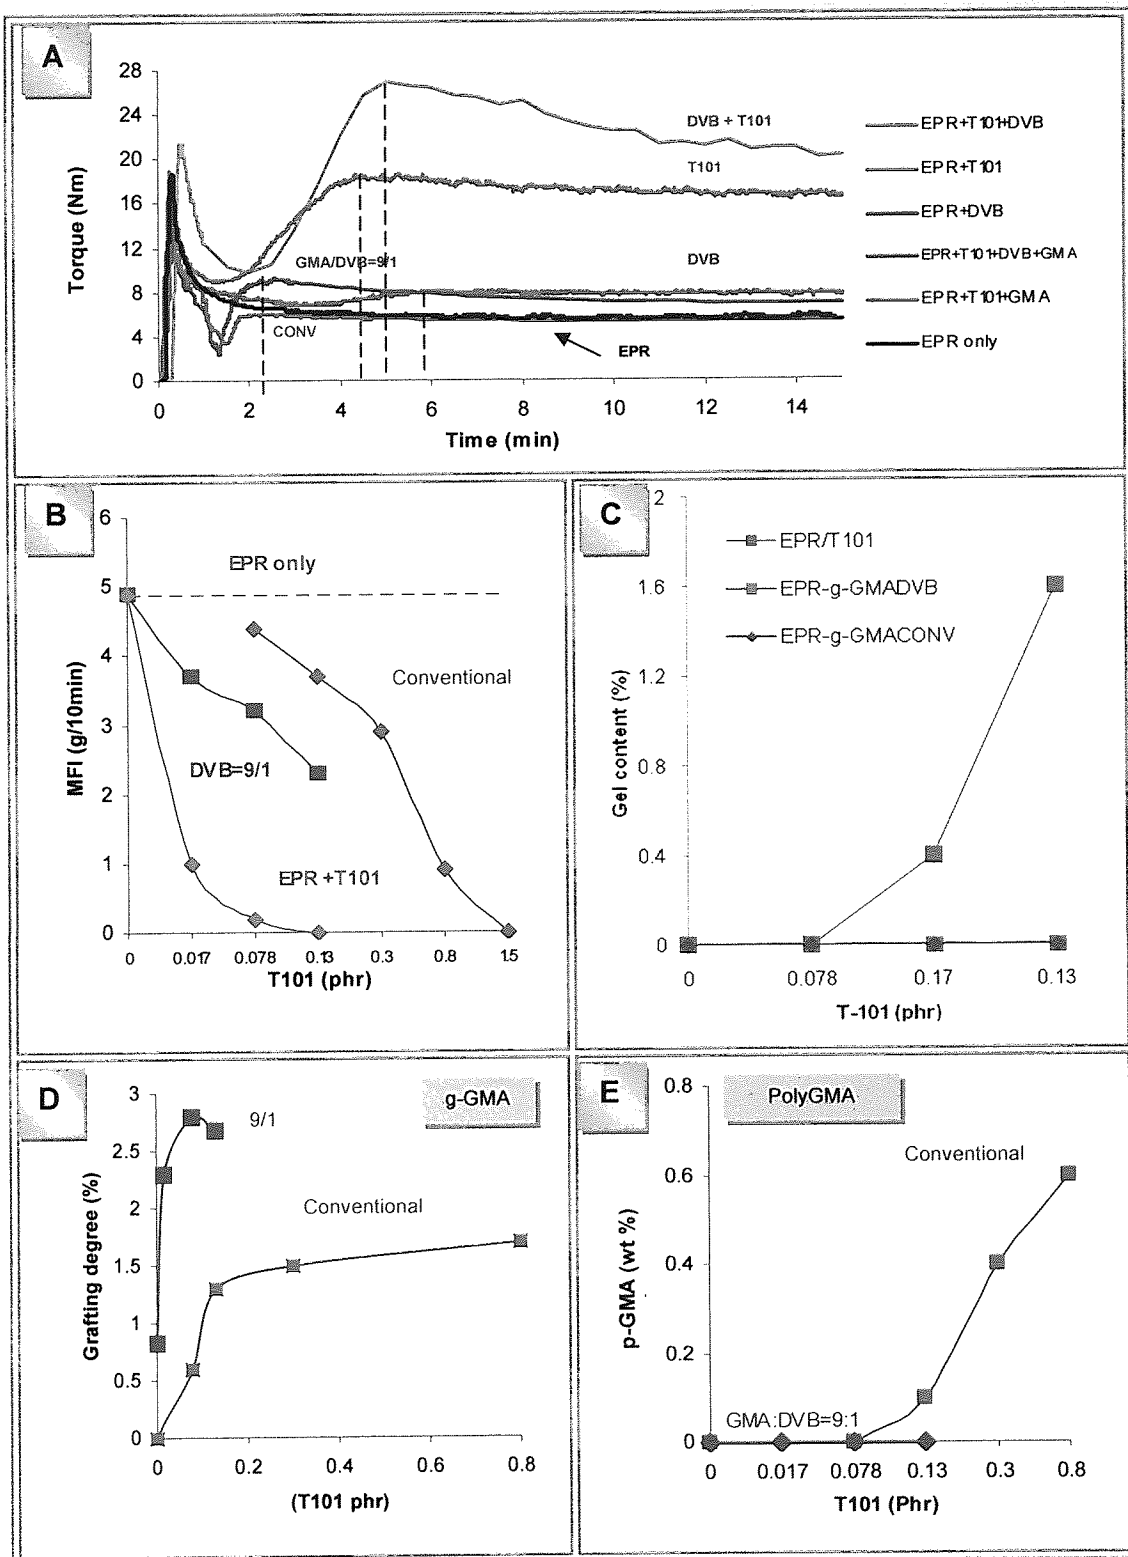 A
Torque (Nm)
28
24
20
16
12
8
4
0
0
2
4
6
8
10
12
14
Time (min)
DVB + T101
T101
GMA/DVB=9/1
DVB
CONV
EPR
EPR+T101+DVB
EPR+T101
EPR+DVB
EPR+T101+DVB+GMA
EPR+T101+GMA
EPR only
B
MFI (g/10min)
6
5
4
3
2
1
0
EPR only
Conventional
DVB=9/1
EPR +T101
0
0.017
0.078
0.13
0.3
0.8
1.5
T101 (phr)
C
Gel content (%)
2
1.6
1.2
0.8
0.4
0
EPR/T101
EPR-g-GMADVB
EPR-g-GMACONV
0
0.078
0.17
0.13
T-101 (phr)
D
Grafting degree (%)
3
2.5
2
1.5
1
0.5
0
g-GMA
9/1
Conventional
0
0.2
0.4
0.6
0.8
(T101 phr)
E
p-GMA (wt %)
0.8
0.6
0.4
0.2
0
PolyGMA
Conventional
GMA:DVB=9:1
0
0.017
0.078
0.13
0.3
0.8
T101 (Phr)